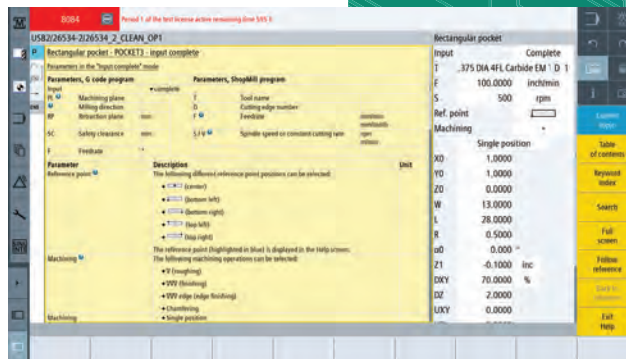 8084
Period 1 of the test license active remaining time 595 h
USB2/26534-2/26534_2_CLEAN_OP1
Rectangular pocket
P
Rectangular pocket - POCKET3 - input complete
Input Complete
Parameters in the "Input complete" mode
T .375 DIA 4FL Carbide EM 1 D 1
Parameters, G code program
Parameters, ShopMill program
Input
complete
F 100.0000 inch/min
Machining plane
T Tool name
Milling direction
D Cutting edge number
S 500 rpm
RP Retraction plane mm
F Feedrate
Ref. point
SC Safety clearance mm
S / V Spindle speed or constant cutting rate rpm
Machining
F Feedrate
Single position
Parameter Description Unit
X0 1.0000
Reference point The following different reference point positions can be selected:
Y0 1.0000
(center)
Z0 0.0000
(bottom left)
W 13.0000
(bottom right)
L 28.0000
(top left)
R 0.5000
(top right)
α0 0.000 °
The reference point (highlighted in blue) is displayed in the Help screen.
Machining The following machining operations can be selected:
Z1 -0.1000 inc
∇ (roughing)
DXY 70.0000 %
∇∇∇ (finishing)
DZ 2.0000
∇∇∇ edge (edge finishing)
UXY 0.0000
Chamfering
Machining Single position
Current
topic
Table
of contents
Keyword
index
Search
Full
screen
Follow
reference
Exit
Help